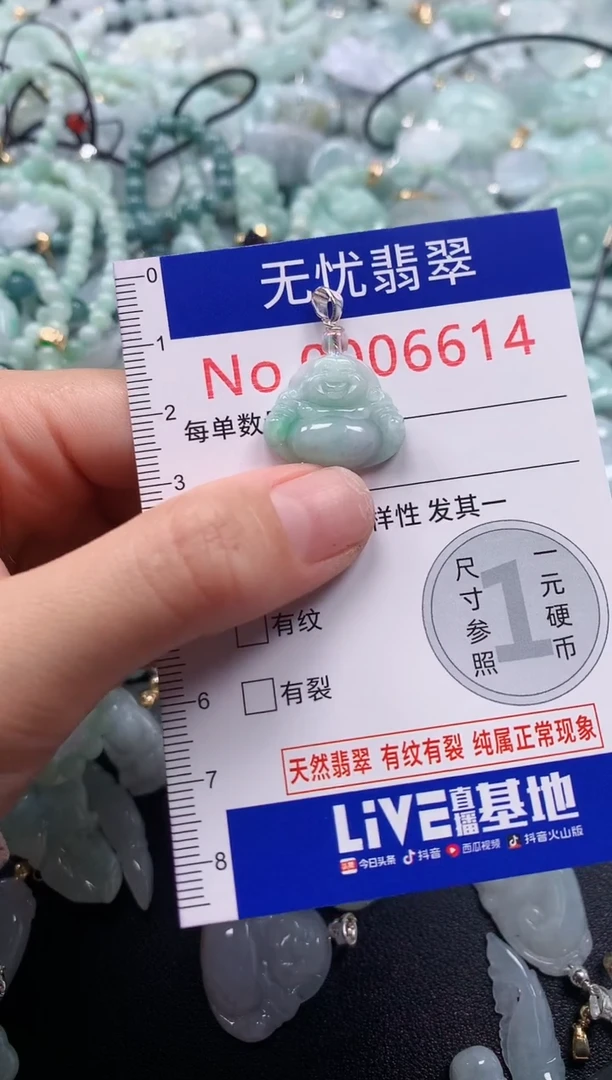 0
无忧翡翠
1
No 0006614
2
每单数
3
样性 发其一
一元硬币
尺寸参照
1
有纹
6
有裂
天然翡翠 有纹有裂 纯属正常现象
7
LiVE直播基地
8
今日头条 抖音 西瓜视频 抖音火山版